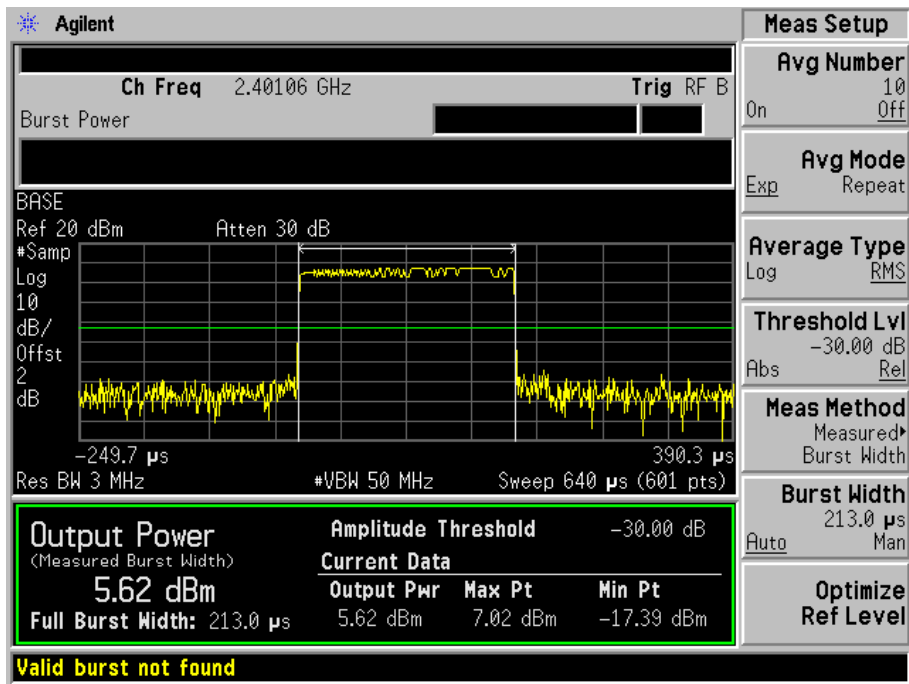 Agilent
Meas Setup
Ch Freq 2.40106 GHz Trig RF B
Burst Power
BASE
Ref 20 dBm Atten 30 dB
#Samp
Log
10
dB/
Offst
2
dB
-249.7 µs 390.3 µs
Res BW 3 MHz #VBW 50 MHz Sweep 640 µs (601 pts)
Output Power
(Measured Burst Width)
5.62 dBm
Full Burst Width: 213.0 µs
Amplitude Threshold -30.00 dB
Current Data
Output Pwr Max Pt Min Pt
5.62 dBm 7.02 dBm -17.39 dBm
Valid burst not found
Avg Number
10
On Off
Avg Mode
Exp Repeat
Average Type
Log RMS
Threshold Lvl
-30.00 dB
Abs Rel
Meas Method
Measured
Burst Width
Burst Width
213.0 µs
Auto Man
Optimize
Ref Level